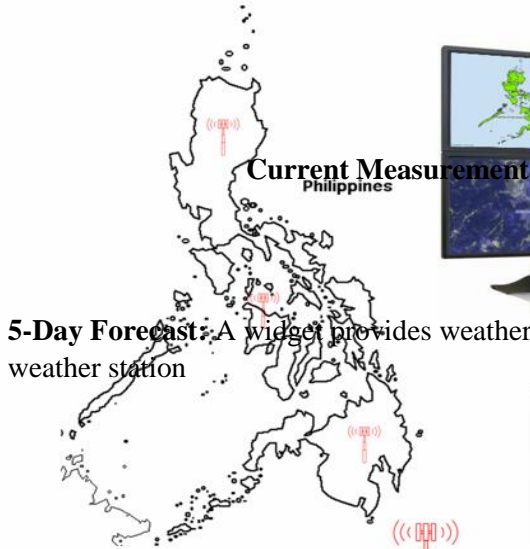 Current Measurement
Philippines
5-Day Forecast: A widget provides weather
weather station